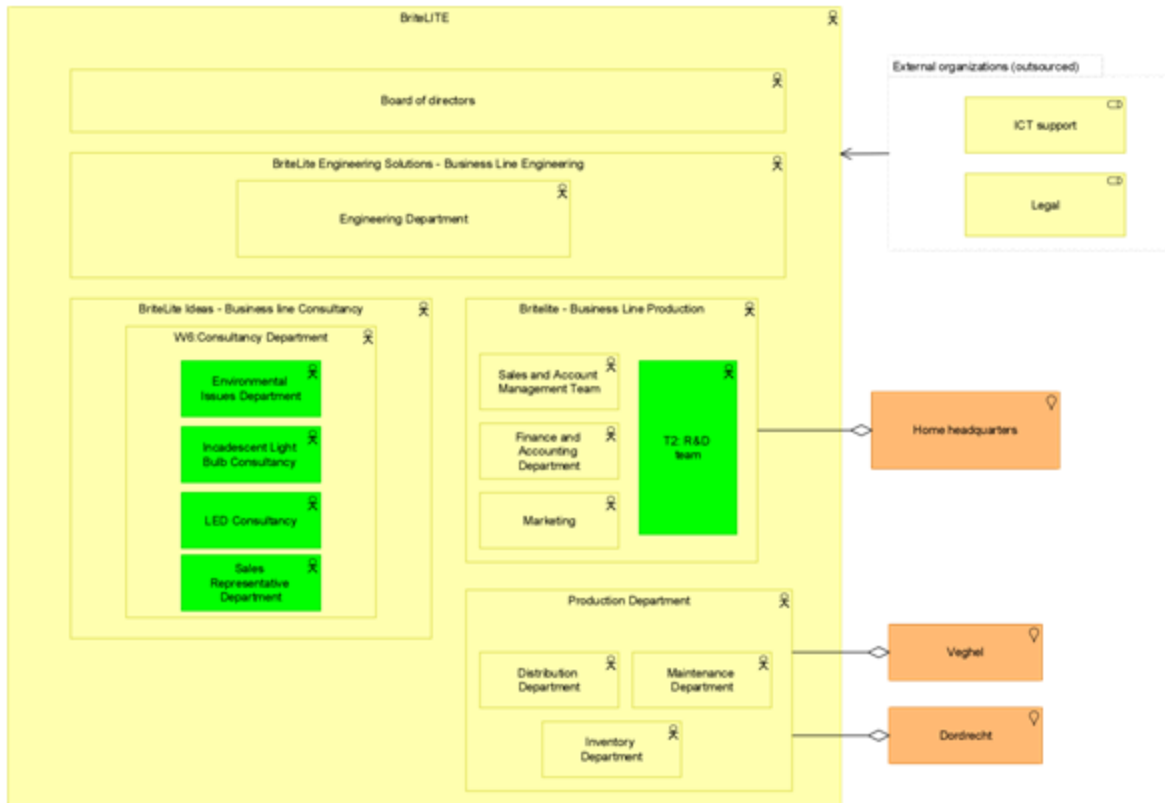 BriteLITE
External organizations (outsourced)
Board of directors
ICT support
BriteLite Engineering Solutions - Business Line Engineering
Engineering Department
Legal
BriteLite Ideas - Business line Consultancy
W6:Consultancy Department
Environmental
Issues Department
Incadescent Light
Bulb Consultancy
LED Consultancy
Sales
Representative
Department
Britelite - Business Line Production
Sales and Account
Management Team
Finance and
Accounting
Department
Marketing
T2: R&D
team
Home headquarters
Production Department
Distribution
Department
Maintenance
Department
Inventory
Department
Veghel
Dordrecht